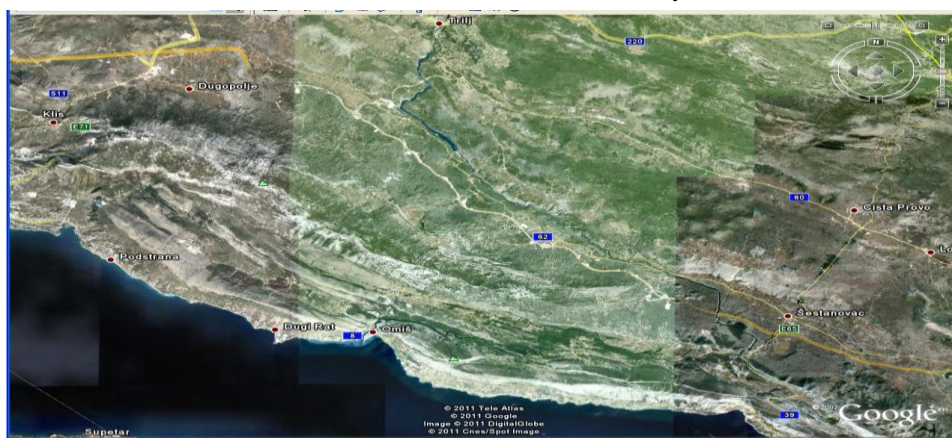 Trilj
220
N
Dugopolje
511
Klis
E71
60
Cista Provo
62
Podstrana
Šestanovac
E65
Dugi Rat
8
Omiš
39
© 2011 Tele Atlas
© 2011 Google
Image © 2011 DigitalGlobe
© 2011 Cnes/Spot Image
Google
Supetar